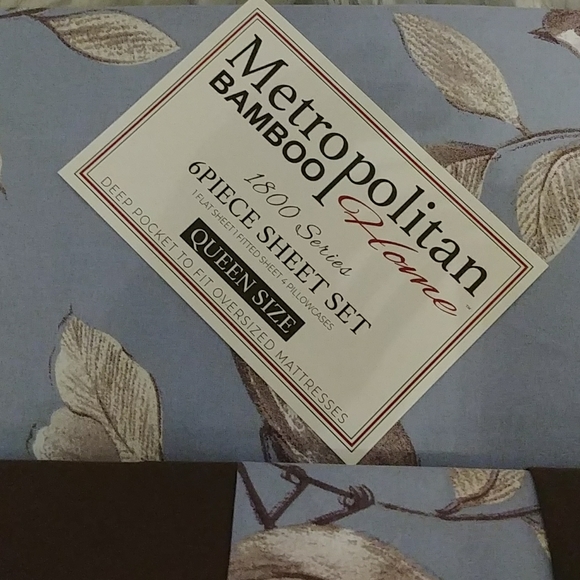 Metropolitan
BAMBOO Home™
1800 Series
6PIECE SHEET SET
1 FLAT SHEET 1 FITTED SHEET 4 PILLOWCASES
QUEEN SIZE
DEEP POCKET TO FIT OVERSIZED MATTRESSES